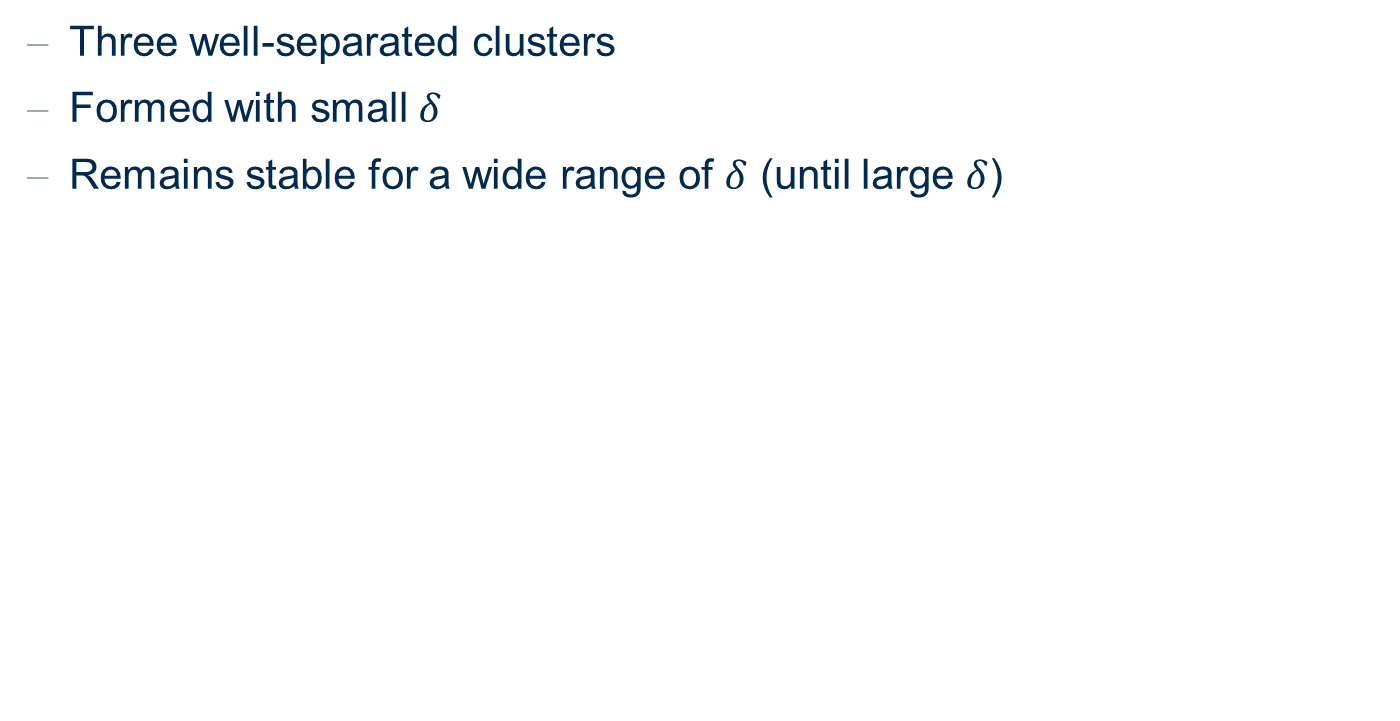 – Three well-separated clusters
– Formed with small 𝛿
– Remains stable for a wide range of 𝛿 (until large 𝛿)